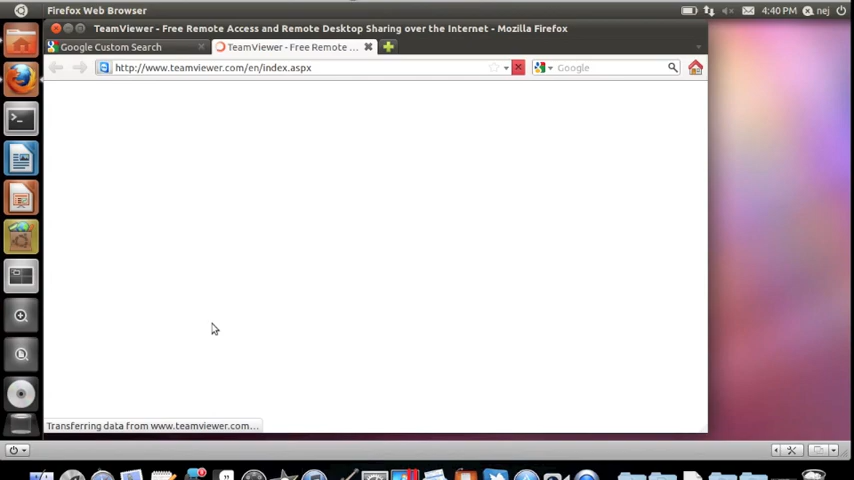 Firefox Web Browser
4:40 PM
nej
TeamViewer - Free Remote Access and Remote Desktop Sharing over the Internet - Mozilla Firefox
Google Custom Search
TeamViewer - Free Remote ...
http://www.teamviewer.com/en/index.aspx
Google
Transferring data from www.teamviewer.com...